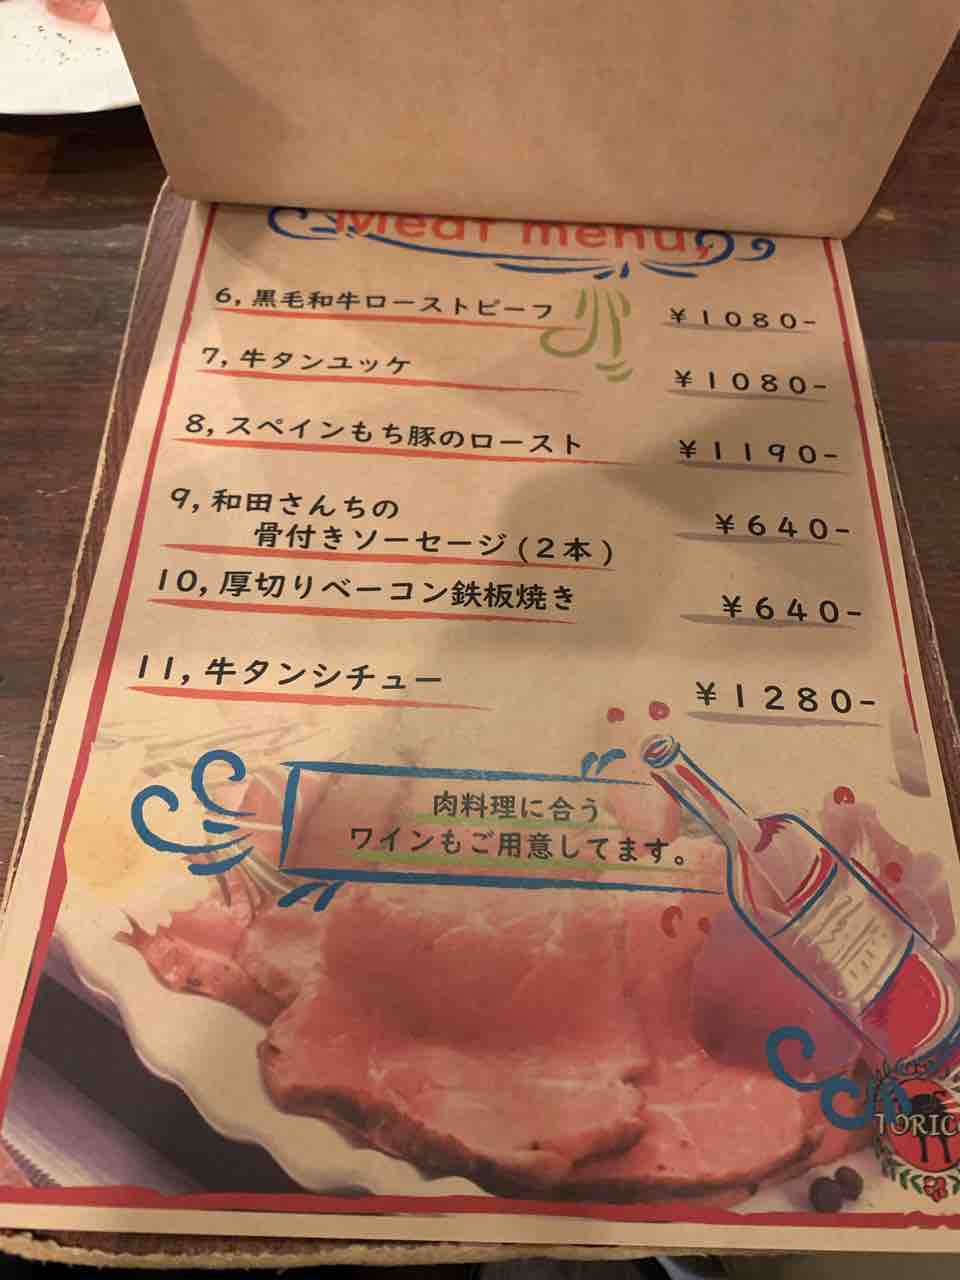 Meat menu,
6, 黒毛和牛ローストビーフ ¥1080-
7, 牛タンユッケ ¥1080-
8, スペインもち豚のロースト ¥1190-
9, 和田さんちの
骨付きソーセージ(2本) ¥640-
10, 厚切りベーコン鉄板焼き ¥640-
11, 牛タンシチュー ¥1280-
肉料理に合う
ワインもご用意してます。